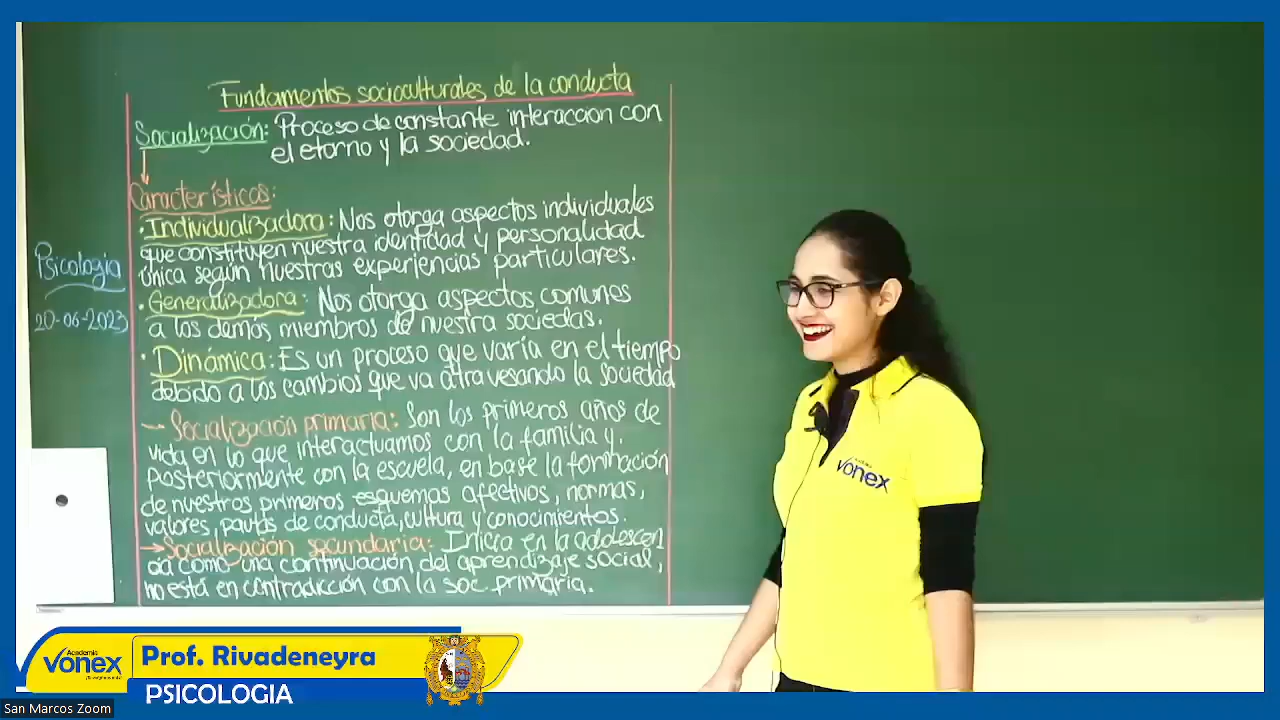 Fundamentos socioculturales de la conducta
Socialización: Proceso de constante interaccion con
el etorno y la sociedad.
Características:
• Individualizadora: Nos otorga aspectos individuales
que constituyen nuestra identidad y personalidad
única según nuestras experiencias particulares.
• Generalizadora: Nos otorga aspectos comunes
a los demás miembros de nuestra sociedas.
• Dinámica: Es un proceso que varía en el tiempo
debido a los cambios que va atravesando la sociedad
→ Socialización primaria: Son los primeros años de
vida en lo que interactuamos con la familia y.
posteriormente con la escuela, en base la formación
de nuestros primeros esquemas afectivos, normas,
valores, pautas de conducta, cultura y conocimientos.
→ Socialización secundaria: Inicia en la adolescen
cia como una continuación del aprendizaje social,
no está en contradicción con la soc. primaria.
Psicologia
20-06-2023
vonex
Academia
vonex
Prof. Rivadeneyra
PSICOLOGIA
San Marcos Zoom